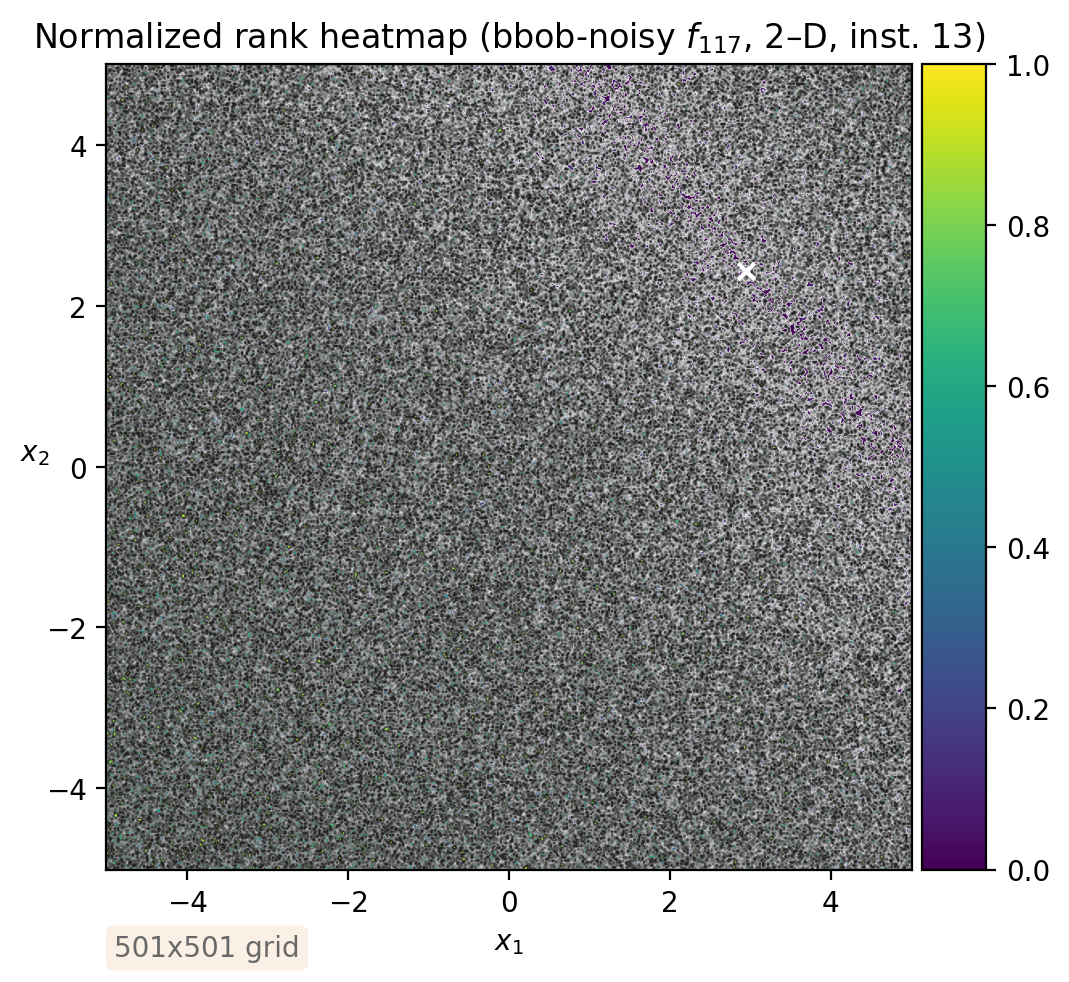 Normalized rank heatmap (bbob-noisy f₁₁₇, 2–D, inst. 13)
1.0
0.8
0.6
0.4
0.2
0.0
4
2
0
−2
−4
x₂
−4 −2 0 2 4
x₁
501x501 grid